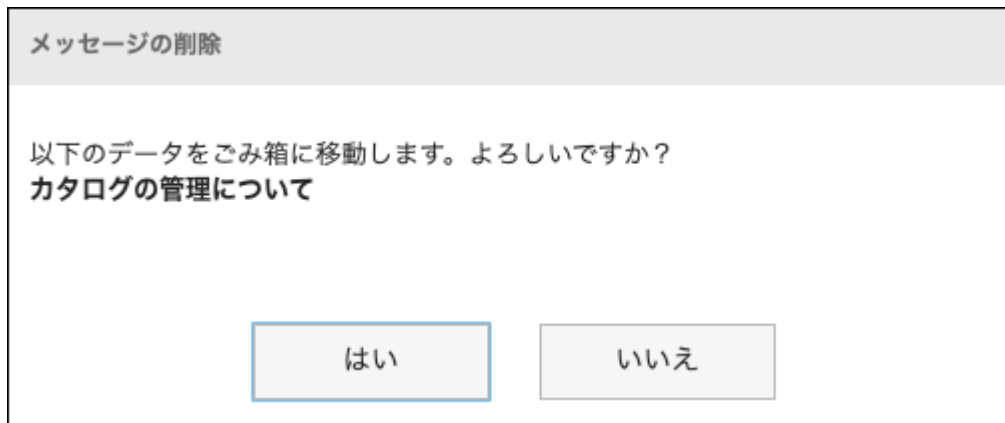 メッセージの削除
以下のデータをごみ箱に移動します。よろしいですか？
カタログの管理について
はい
いいえ